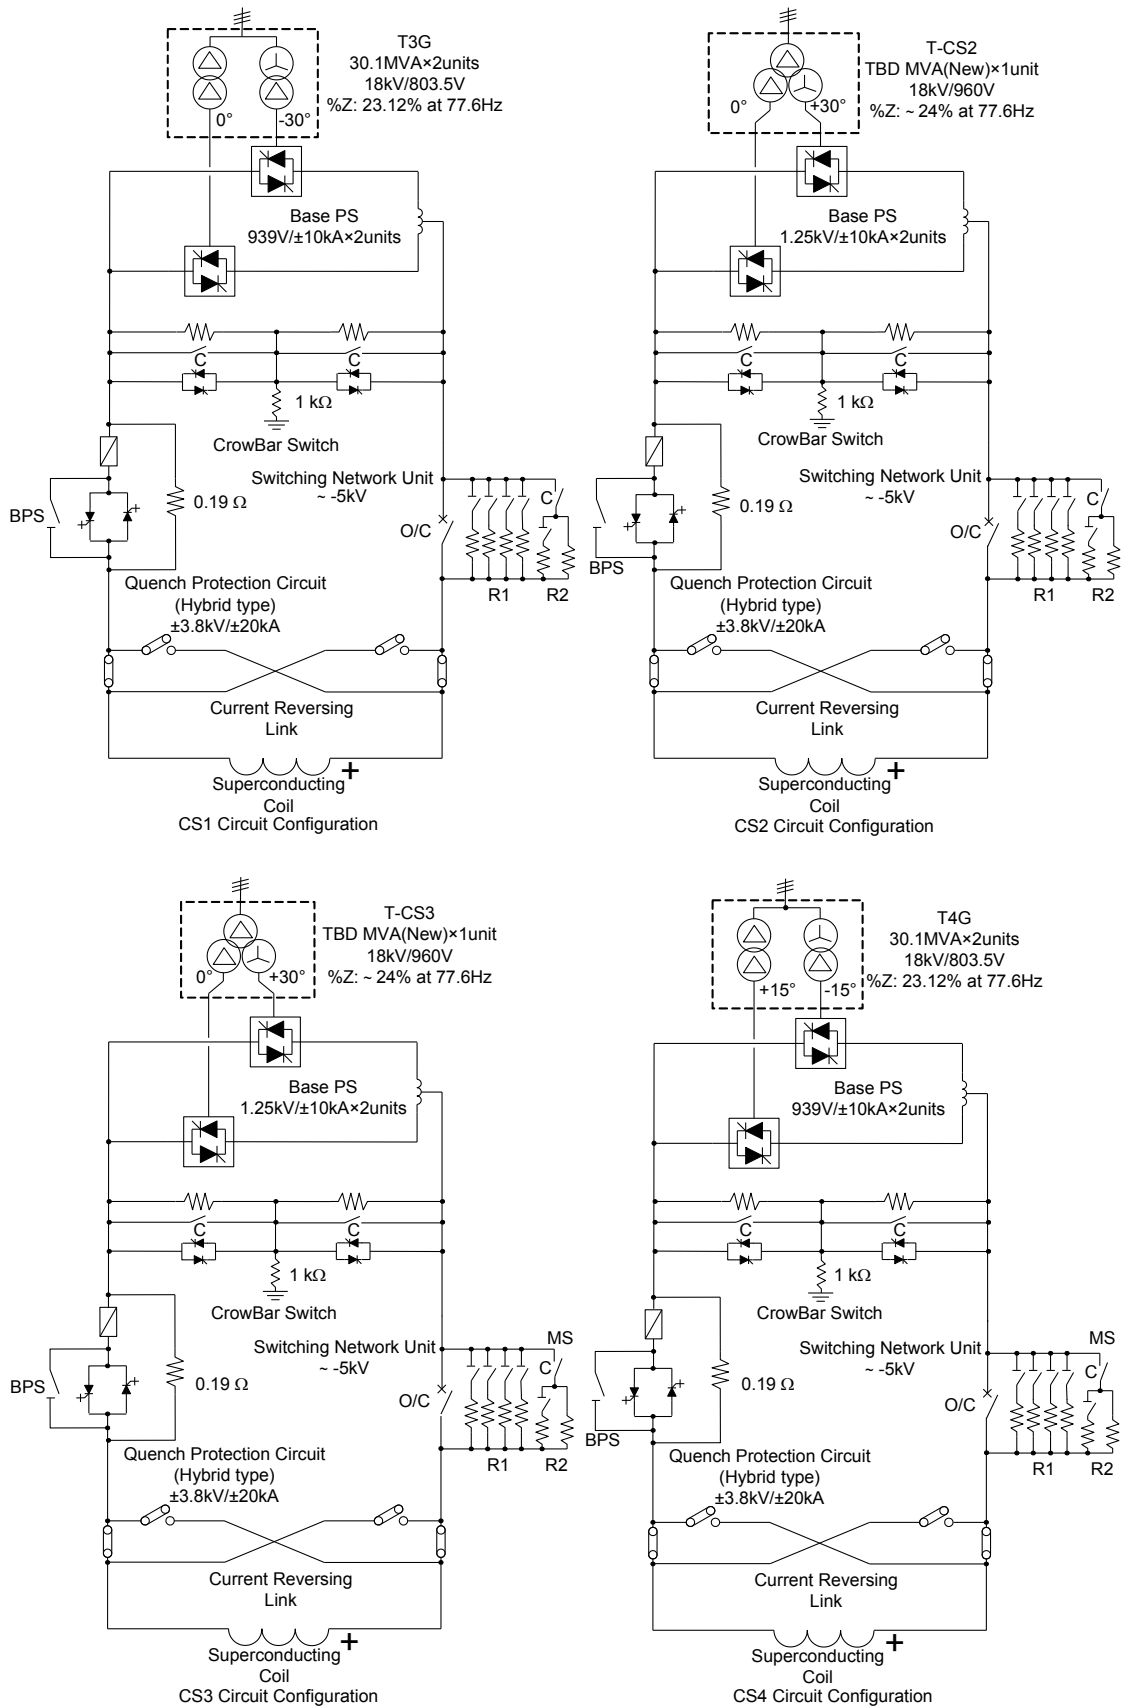 T3G
30.1MVA×2units
18kV/803.5V
%Z: 23.12% at 77.6Hz
0°
-30°
Base PS
939V/±10kA×2units
C
C
1 kΩ
CrowBar Switch
Switching Network Unit
~ -5kV
BPS
0.19 Ω
O/C
C
R1
R2
Quench Protection Circuit
(Hybrid type)
±3.8kV/±20kA
Current Reversing
Link
+
Superconducting
Coil
CS1 Circuit Configuration
T-CS2
TBD MVA(New)×1unit
18kV/960V
%Z: ~ 24% at 77.6Hz
0°
+30°
Base PS
1.25kV/±10kA×2units
C
C
1 kΩ
CrowBar Switch
Switching Network Unit
~ -5kV
BPS
0.19 Ω
O/C
C
R1
R2
Quench Protection Circuit
(Hybrid type)
±3.8kV/±20kA
Current Reversing
Link
+
Superconducting
Coil
CS2 Circuit Configuration
T-CS3
TBD MVA(New)×1unit
18kV/960V
%Z: ~ 24% at 77.6Hz
0°
+30°
Base PS
1.25kV/±10kA×2units
C
C
1 kΩ
CrowBar Switch
Switching Network Unit
~ -5kV
MS
BPS
0.19 Ω
O/C
C
R1
R2
Quench Protection Circuit
(Hybrid type)
±3.8kV/±20kA
Current Reversing
Link
+
Superconducting
Coil
CS3 Circuit Configuration
T4G
30.1MVA×2units
18kV/803.5V
%Z: 23.12% at 77.6Hz
+15°
-15°
Base PS
939V/±10kA×2units
C
C
1 kΩ
CrowBar Switch
Switching Network Unit
~ -5kV
MS
BPS
0.19 Ω
O/C
C
R1
R2
Quench Protection Circuit
(Hybrid type)
±3.8kV/±20kA
Current Reversing
Link
+
Superconducting
Coil
CS4 Circuit Configuration